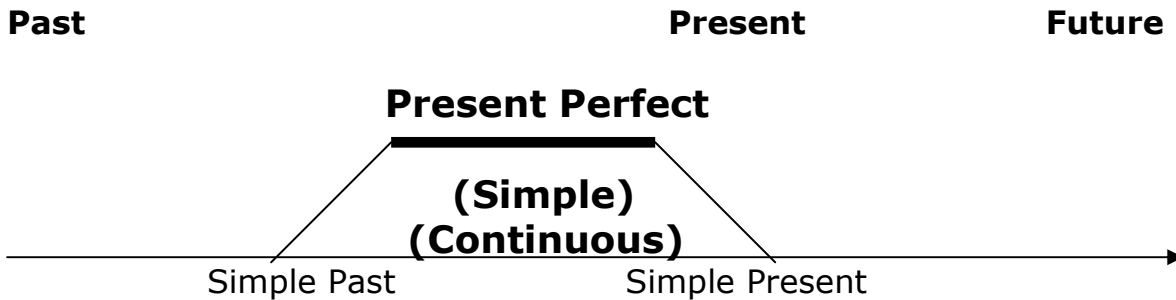 Past Present Future
Present Perfect
(Simple)
(Continuous)
Simple Past Simple Present